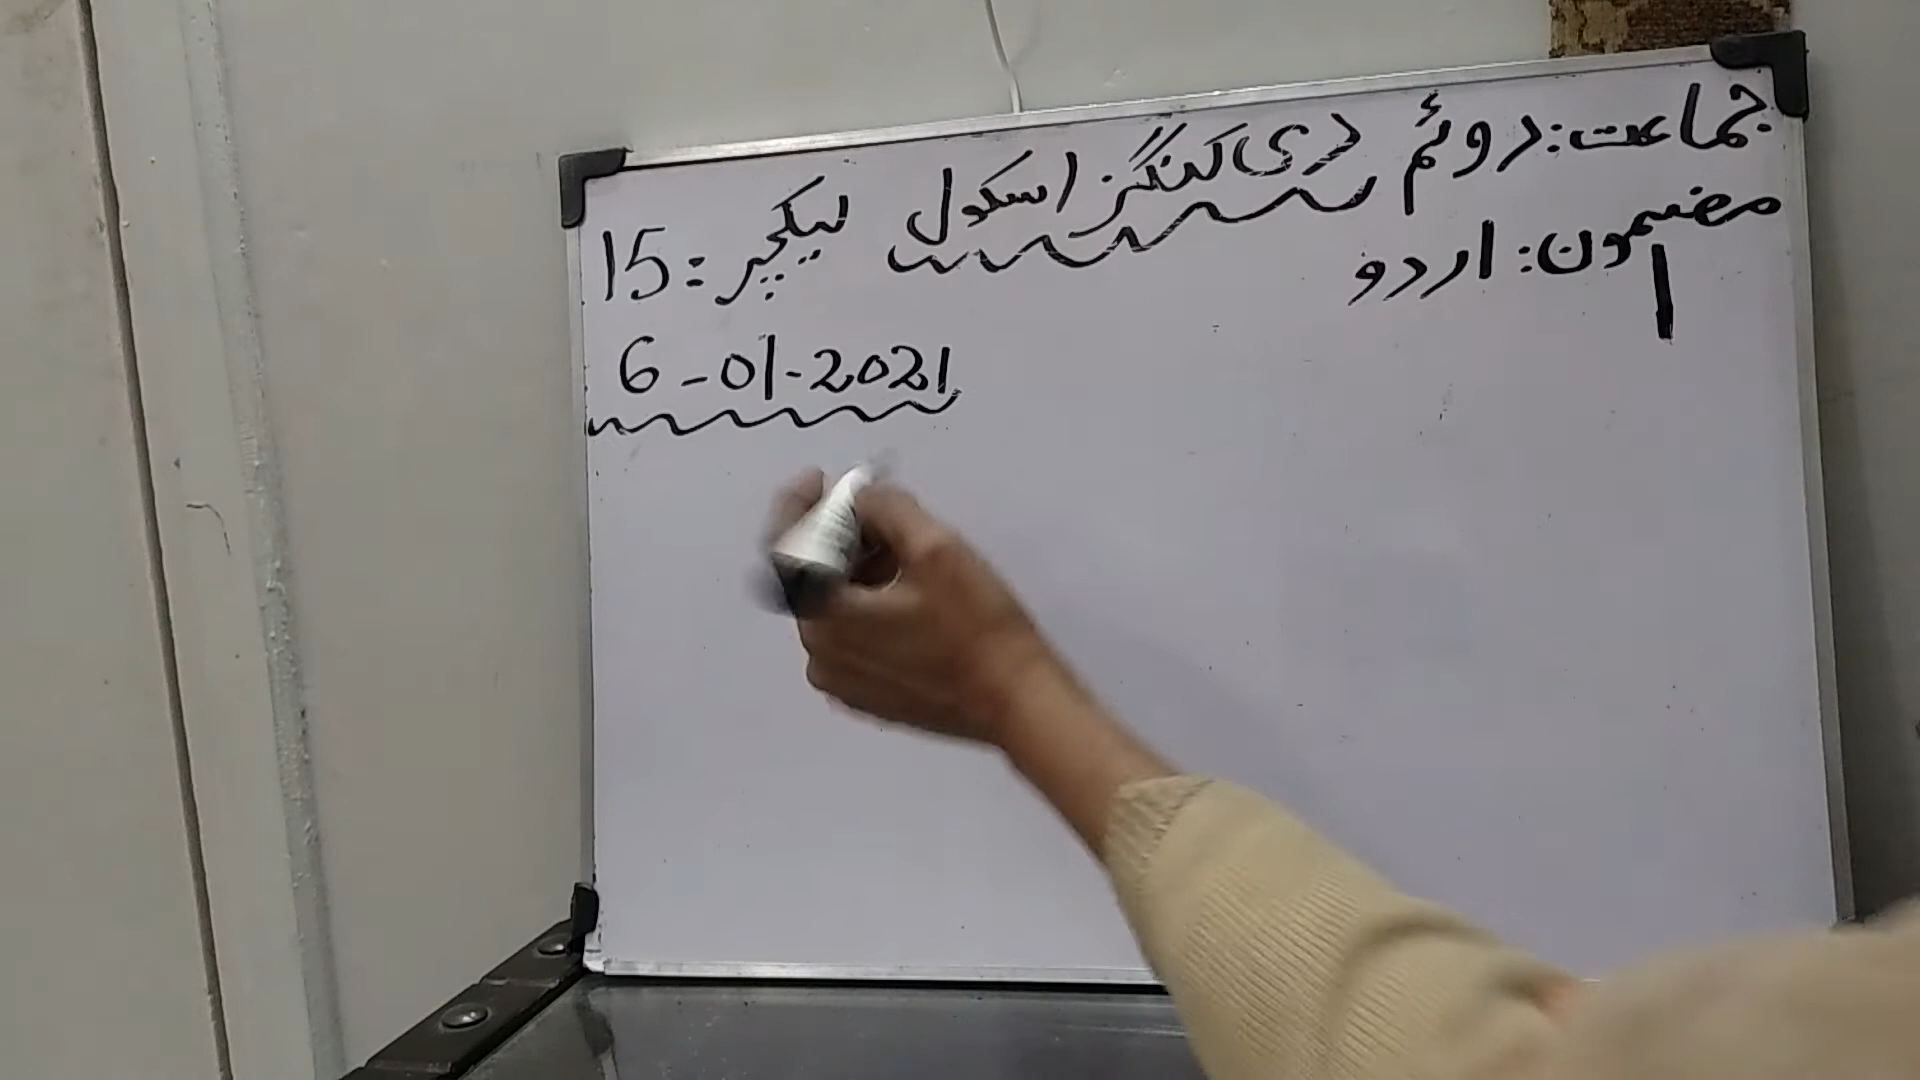 جماعت: دوئم دی کنگز اسکول لیکچر: 15
مضمون: اردو
6-01-2021